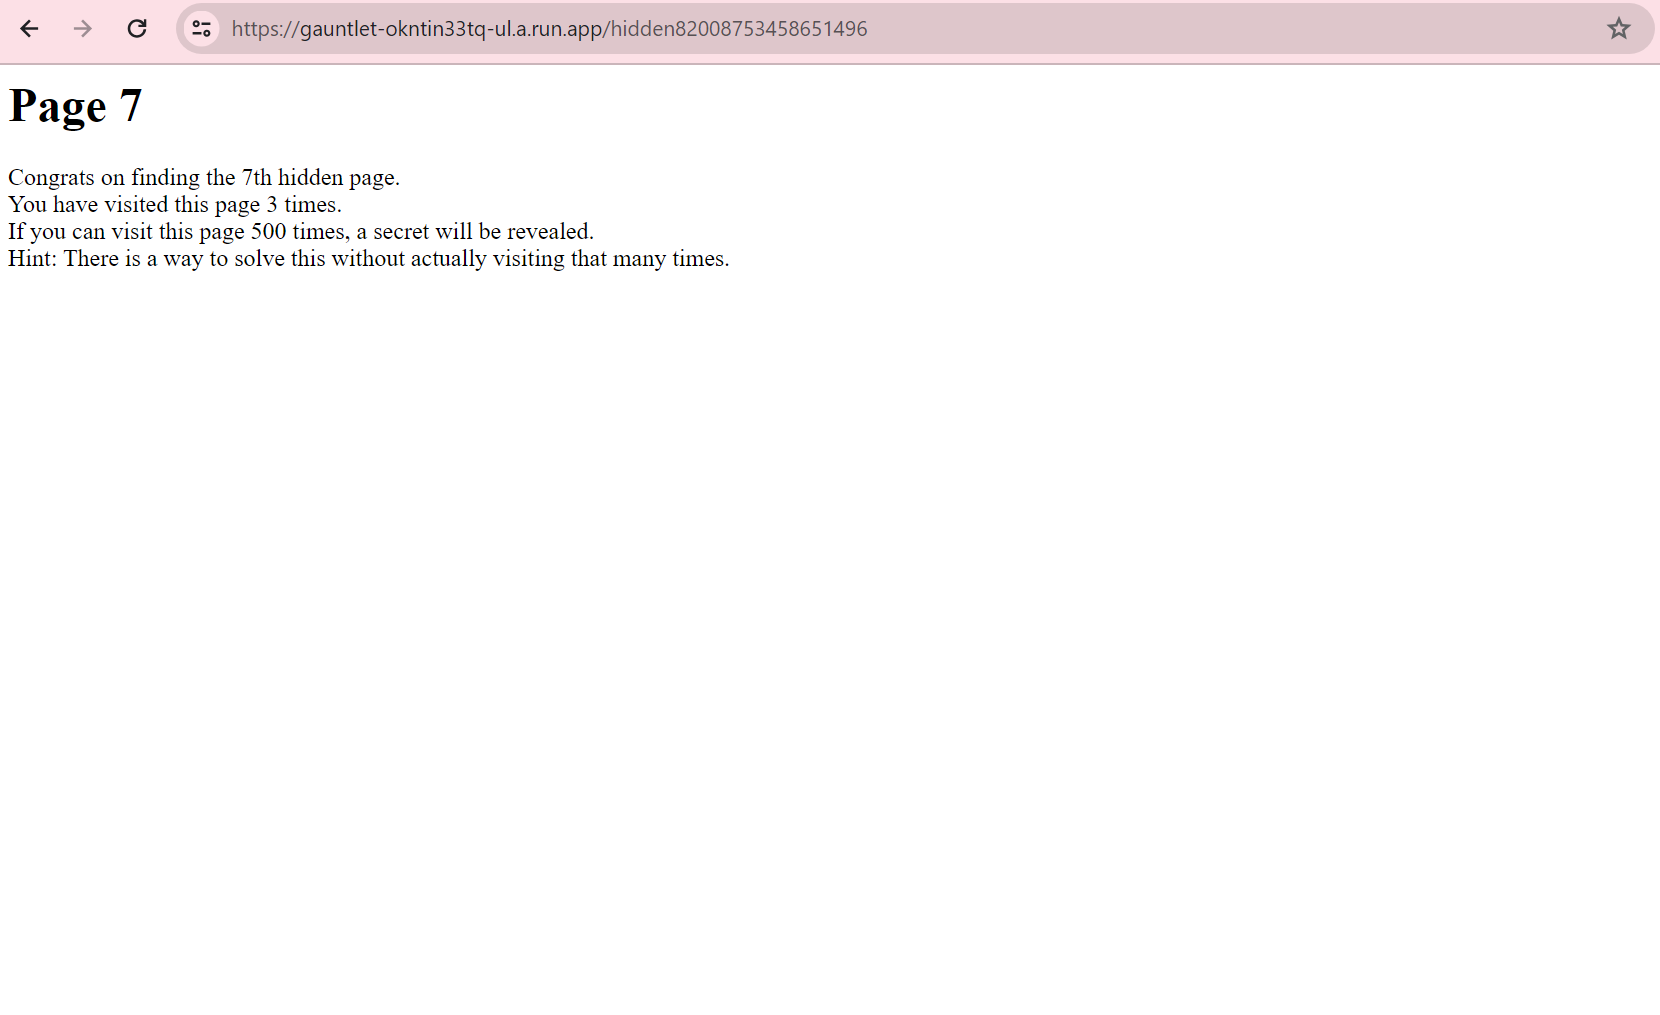 https://gauntlet-okntin33tq-ul.a.run.app/hidden82008753458651496
Page 7
Congrats on finding the 7th hidden page.
You have visited this page 3 times.
If you can visit this page 500 times, a secret will be revealed.
Hint: There is a way to solve this without actually visiting that many times.